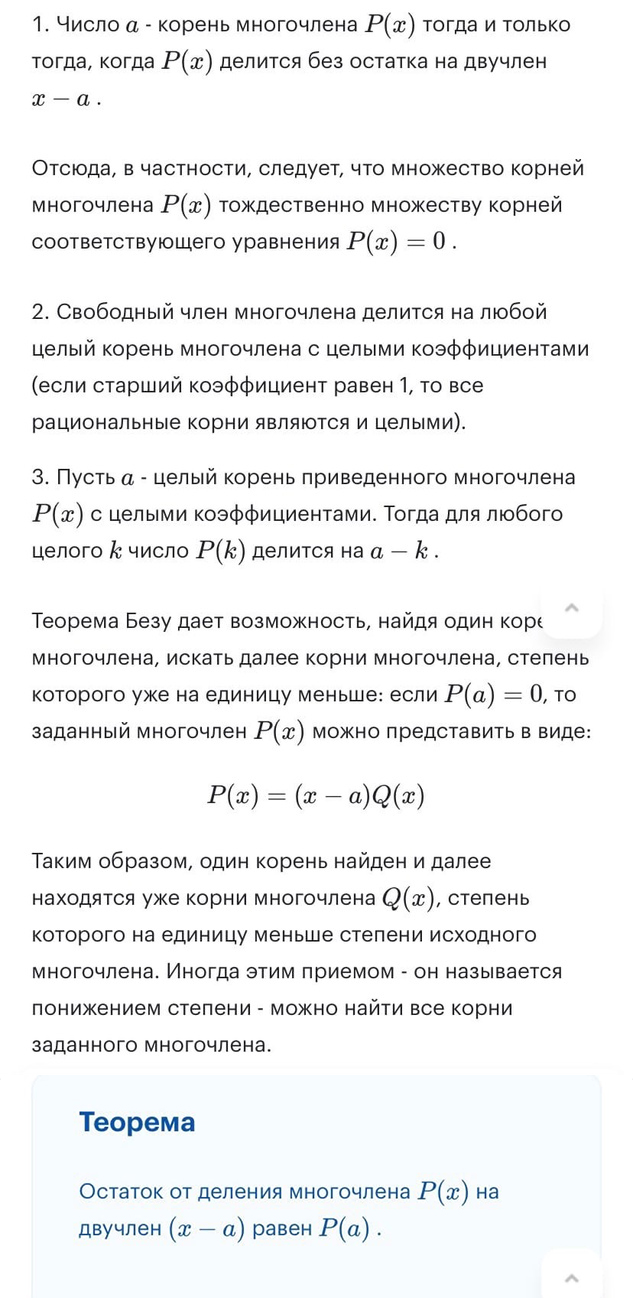 1. Число a - корень многочлена P(x) тогда и только
тогда, когда P(x) делится без остатка на двучлен
x − a .
Отсюда, в частности, следует, что множество корней
многочлена P(x) тождественно множеству корней
соответствующего уравнения P(x) = 0 .
2. Свободный член многочлена делится на любой
целый корень многочлена с целыми коэффициентами
(если старший коэффициент равен 1, то все
рациональные корни являются и целыми).
3. Пусть a - целый корень приведенного многочлена
P(x) с целыми коэффициентами. Тогда для любого
целого k число P(k) делится на a − k .
Теорема Безу дает возможность, найдя один коре
многочлена, искать далее корни многочлена, степень
которого уже на единицу меньше: если P(a) = 0, то
заданный многочлен P(x) можно представить в виде:
P(x) = (x − a)Q(x)
Таким образом, один корень найден и далее
находятся уже корни многочлена Q(x), степень
которого на единицу меньше степени исходного
многочлена. Иногда этим приемом - он называется
понижением степени - можно найти все корни
заданного многочлена.
Теорема
Остаток от деления многочлена P(x) на
двучлен (x − a) равен P(a) .